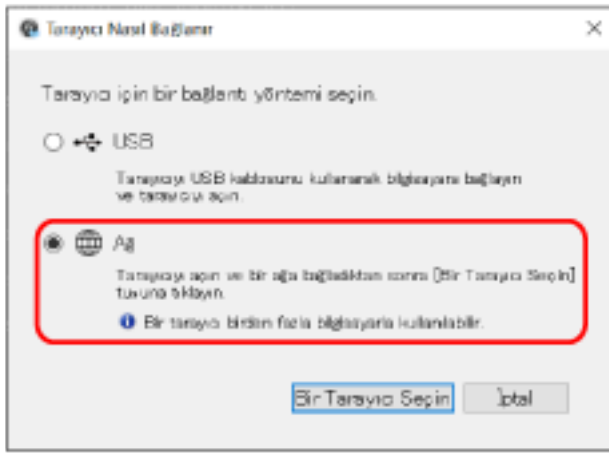 Tarayıcı Nasıl Bağlanır
Tarayıcı için bir bağlantı yöntemi seçin.
USB
Tarayıcıyı USB kablosunu kullanarak bilgisayara bağlayın
ve tarayıcıyı açın.
Ağ
Tarayıcıyı açın ve bir ağa bağladıktan sonra [Bir Tarayıcı Seçin]
tuşuna tıklayın.
Bir tarayıcı birden fazla bilgisayarla kullanılabilir.
Bir Tarayıcı Seçin
İptal